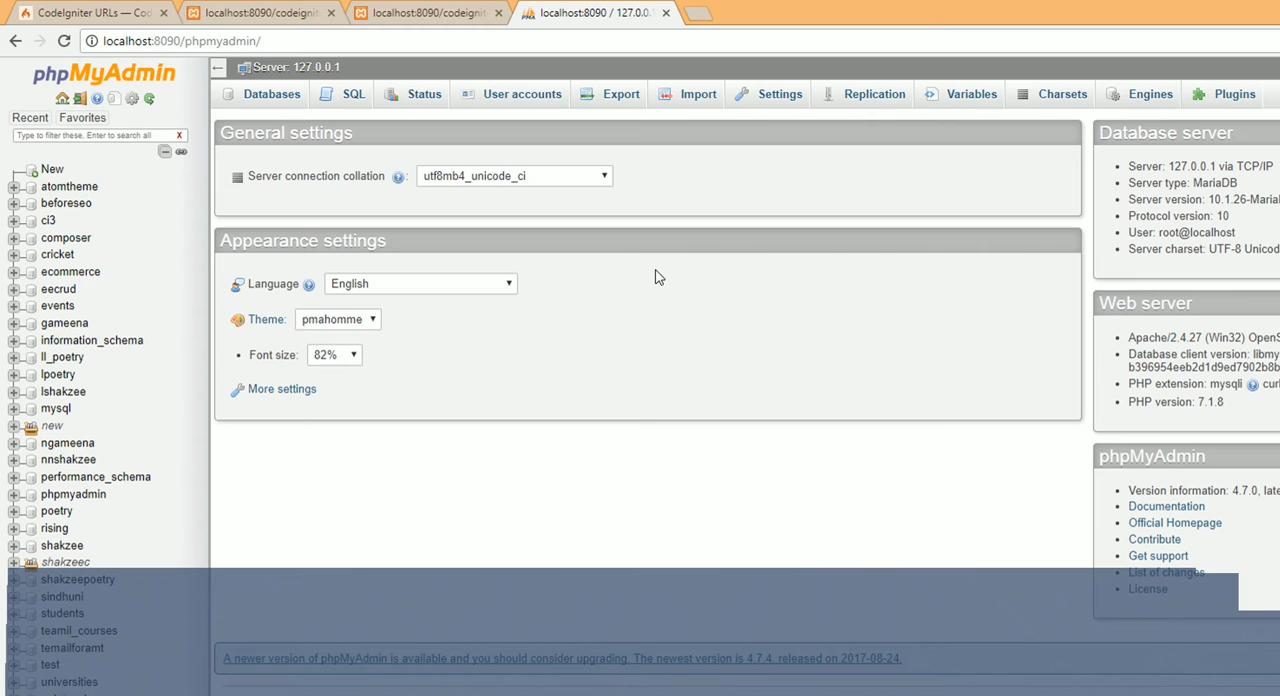 CodeIgniter URLs — Cod
localhost:8090/codeignit
localhost:8090/codeignit
localhost:8090 / 127.0.0.1
localhost:8090/phpmyadmin/
phpMyAdmin
Server: 127.0.0.1
Databases SQL Status User accounts Export Import Settings Replication Variables Charsets Engines Plugins
Recent Favorites
Type to filter these, Enter to search all X
New
atomtheme
beforeseo
ci3
composer
cricket
ecommerce
eecrud
events
gameena
information_schema
ll_poetry
lpoetry
lshakzee
mysql
new
ngameena
nnshakzee
performance_schema
phpmyadmin
poetry
rising
shakzee
shakzeec
shakzeepoetry
sindhuni
students
teamil_courses
temailforamt
test
universities
General settings
Server connection collation : utf8mb4_unicode_ci
Appearance settings
Language English
Theme: pmahomme
• Font size: 82%
More settings
A newer version of phpMyAdmin is available and you should consider upgrading. The newest version is 4.7.4, released on 2017-08-24.
Database server
• Server: 127.0.0.1 via TCP/IP
• Server type: MariaDB
• Server version: 10.1.26-Maria
• Protocol version: 10
• User: root@localhost
• Server charset: UTF-8 Unicod
Web server
• Apache/2.4.27 (Win32) OpenS
• Database client version: libmy
b396954eeb2d1d9ed7902b8b
• PHP extension: mysqli curl
• PHP version: 7.1.8
phpMyAdmin
• Version information: 4.7.0, late
• Documentation
• Official Homepage
• Contribute
• Get support
• List of changes
• License